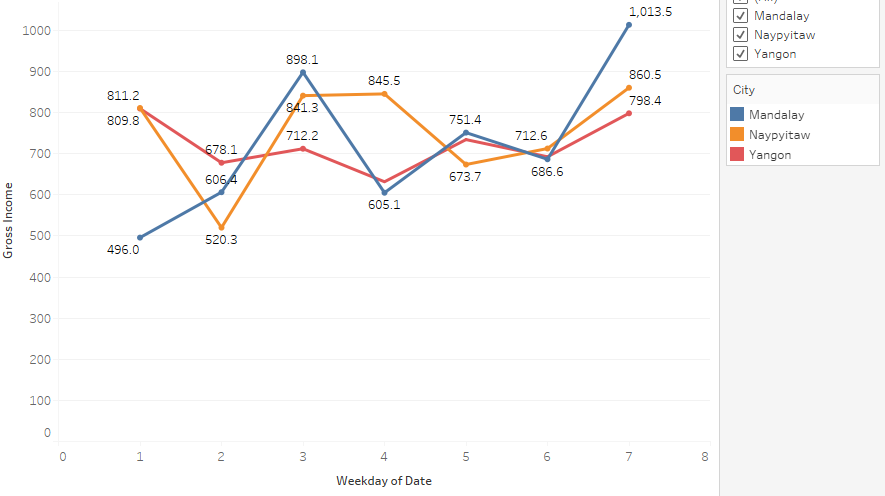 (All)
Mandalay
Naypyitaw
Yangon
City
Mandalay
Naypyitaw
Yangon
Gross Income
1000
900
800
700
600
500
400
300
200
100
0
811.2
809.8
496.0
678.1
606.4
520.3
898.1
841.3
712.2
845.5
605.1
751.4
673.7
712.6
686.6
1,013.5
860.5
798.4
0 1 2 3 4 5 6 7 8
Weekday of Date